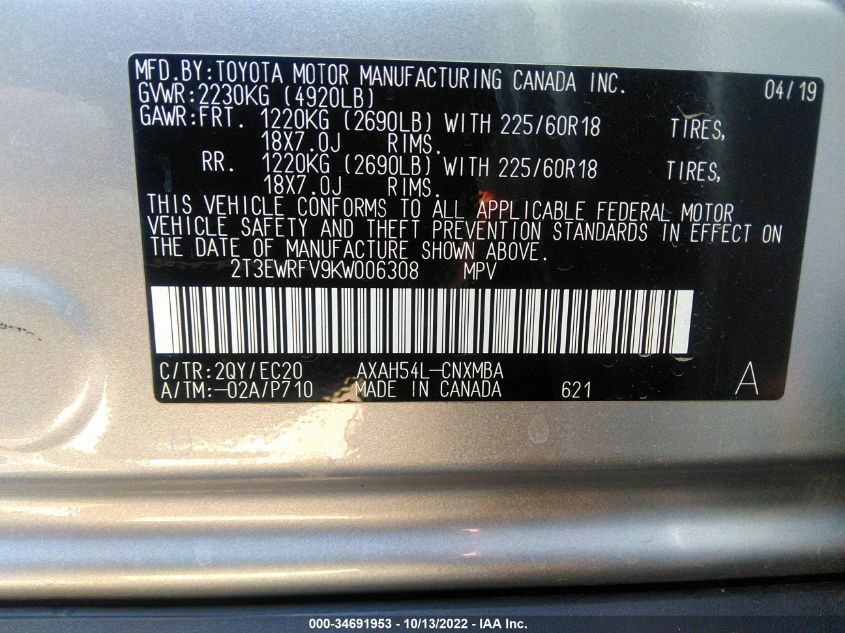 MFD.BY:TOYOTA MOTOR MANUFACTURING CANADA INC. 04/19
GVWR:2230KG (4920LB)
GAWR:FRT. 1220KG (2690LB) WITH 225/60R18 TIRES,
18X7.0J RIMS.
RR. 1220KG (2690LB) WITH 225/60R18 TIRES,
18X7.0J RIMS.
THIS VEHICLE CONFORMS TO ALL APPLICABLE FEDERAL MOTOR
VEHICLE SAFETY AND THEFT PREVENTION STANDARDS IN EFFECT ON
THE DATE OF MANUFACTURE SHOWN ABOVE.
2T3EWRFV9KW006308 MPV
C/TR:2QY/EC20 AXAH54L-CNXMBA
A/TM:-02A/P710 MADE IN CANADA 621 A
000-34691953 - 10/13/2022 - IAA Inc.